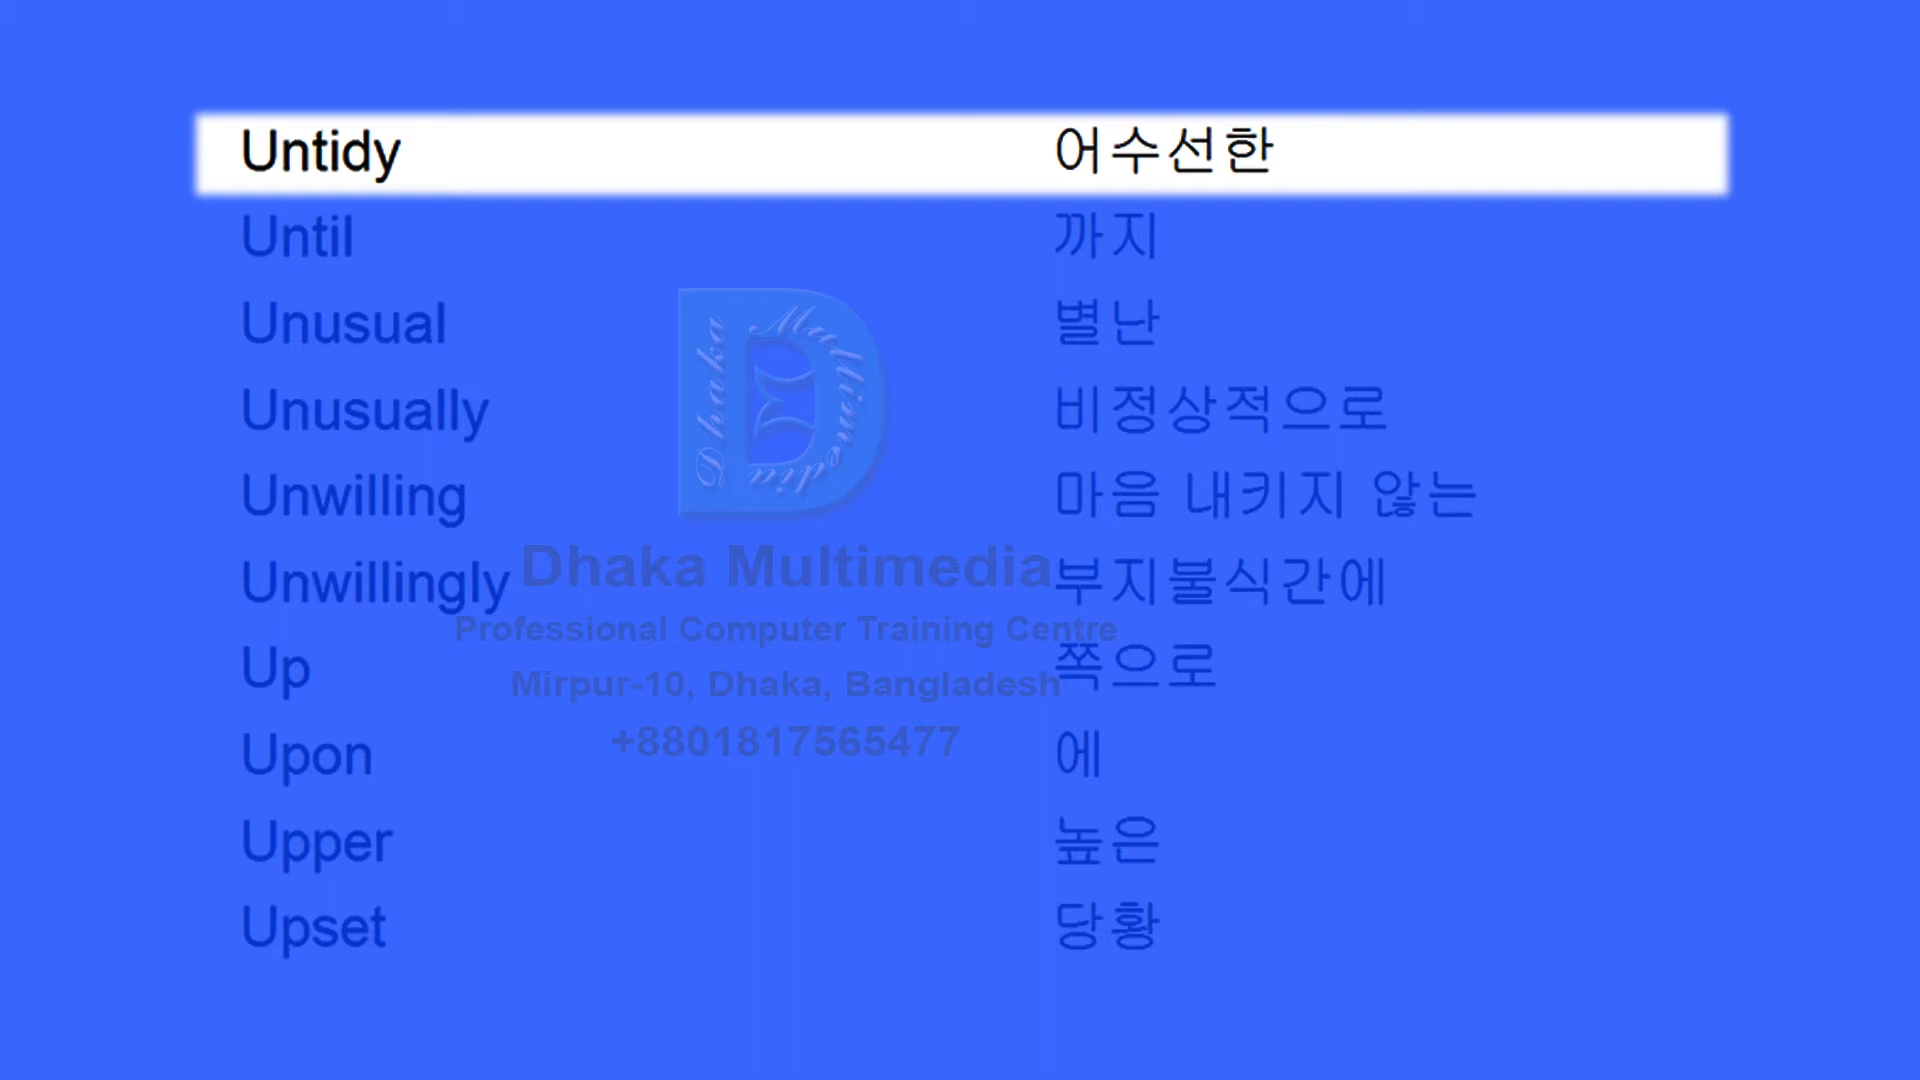 Untidy 어수선한
Until 까지
Unusual 별난
Unusually 비정상적으로
Unwilling 마음 내키지 않는
Unwillingly 부지불식간에
Up 쪽으로
Upon 에
Upper 높은
Upset 당황
Dhaka Multimedia
Dhaka Multimedia
Professional Computer Training Centre
Mirpur-10, Dhaka, Bangladesh
+8801817565477